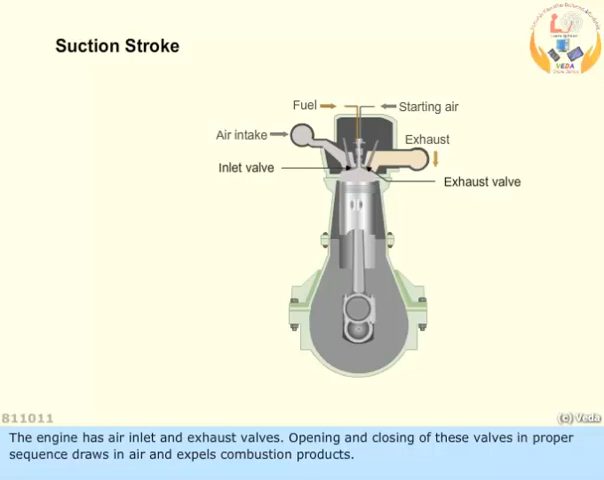 Suction Stroke
VEDA
Fuel
Starting air
Air intake
Exhaust
Inlet valve
Exhaust valve
811011
(c) Veda
The engine has air inlet and exhaust valves. Opening and closing of these valves in proper
sequence draws in air and expels combustion products.